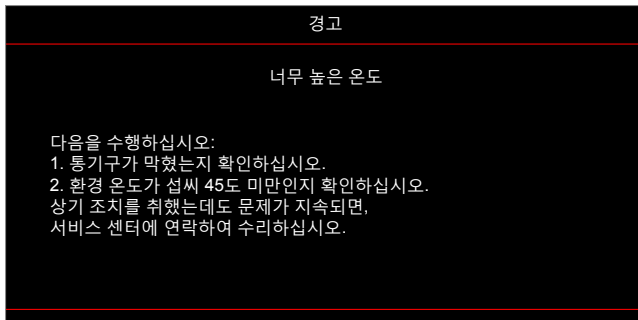 경고
너무 높은 온도
다음을 수행하십시오:
1. 통기구가 막혔는지 확인하십시오.
2. 환경 온도가 섭씨 45도 미만인지 확인하십시오.
상기 조치를 취했는데도 문제가 지속되면,
서비스 센터에 연락하여 수리하십시오.